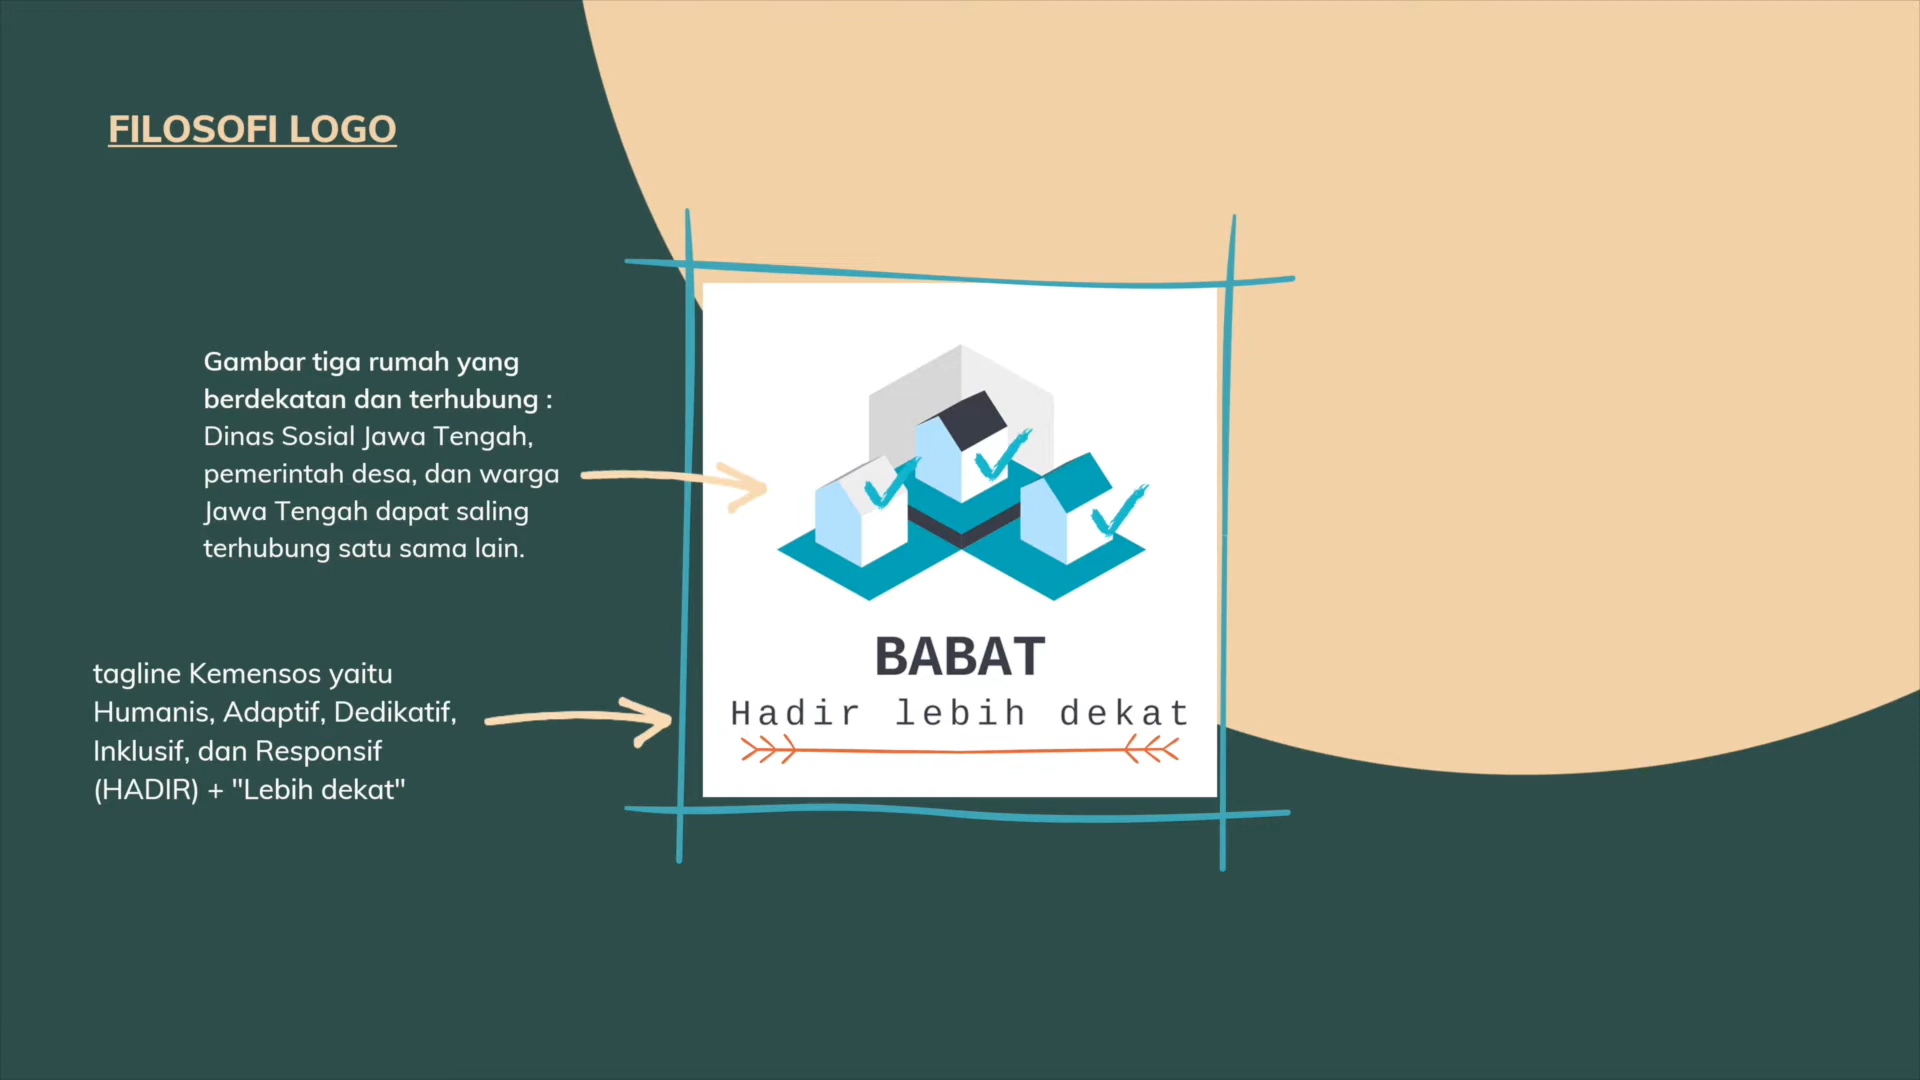 FILOSOFI LOGO
Gambar tiga rumah yang
berdekatan dan terhubung :
Dinas Sosial Jawa Tengah,
pemerintah desa, dan warga
Jawa Tengah dapat saling
terhubung satu sama lain.
tagline Kemensos yaitu
Humanis, Adaptif, Dedikatif,
Inklusif, dan Responsif
(HADIR) + "Lebih dekat"
BABAT
Hadir lebih dekat